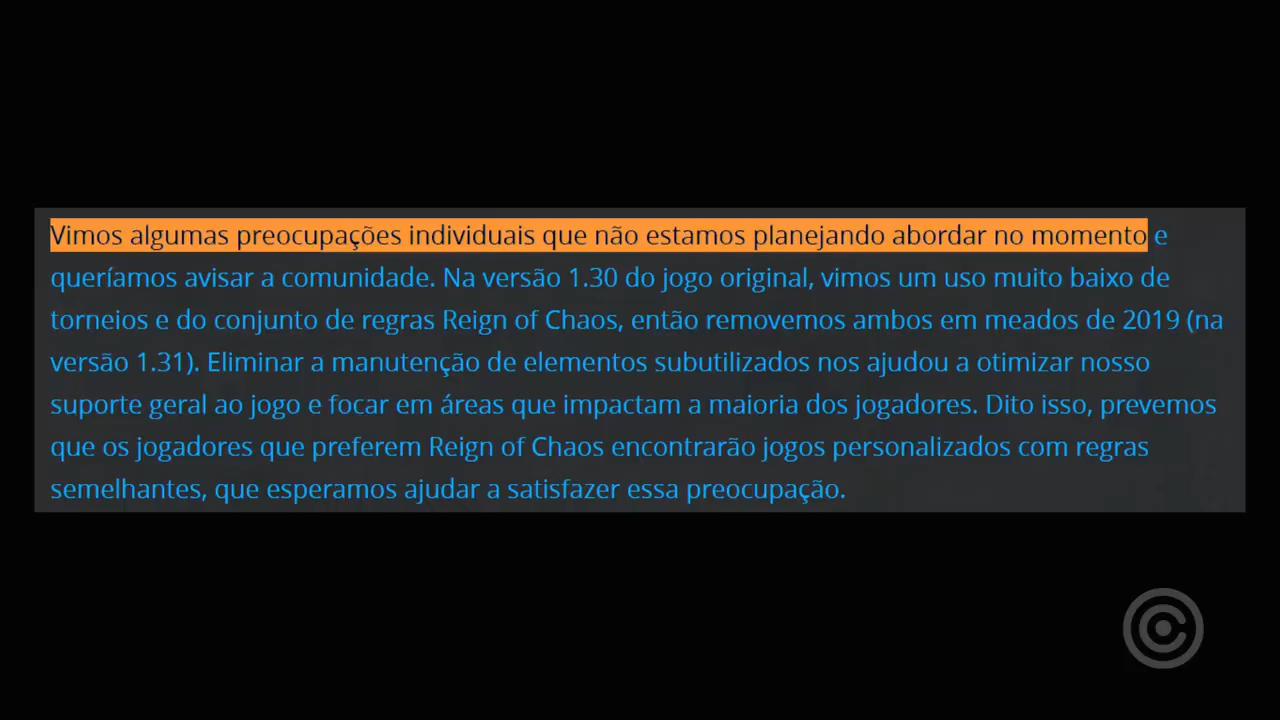 Vimos algumas preocupações individuais que não estamos planejando abordar no momento e
queríamos avisar a comunidade. Na versão 1.30 do jogo original, vimos um uso muito baixo de
torneios e do conjunto de regras Reign of Chaos, então removemos ambos em meados de 2019 (na
versão 1.31). Eliminar a manutenção de elementos subutilizados nos ajudou a otimizar nosso
suporte geral ao jogo e focar em áreas que impactam a maioria dos jogadores. Dito isso, prevemos
que os jogadores que preferem Reign of Chaos encontrarão jogos personalizados com regras
semelhantes, que esperamos ajudar a satisfazer essa preocupação.